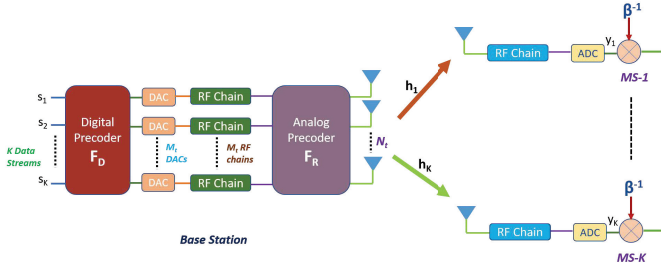 s1
s2
sK
K Data
Streams
Digital
Precoder
FD
DAC
DAC
DAC
Mt
DACs
RF Chain
RF Chain
RF Chain
Mt RF
chains
Analog
Precoder
FR
Nt
Base Station
h1
hK
RF Chain
ADC
y1
β-1
MS-1
RF Chain
ADC
yK
β-1
MS-K